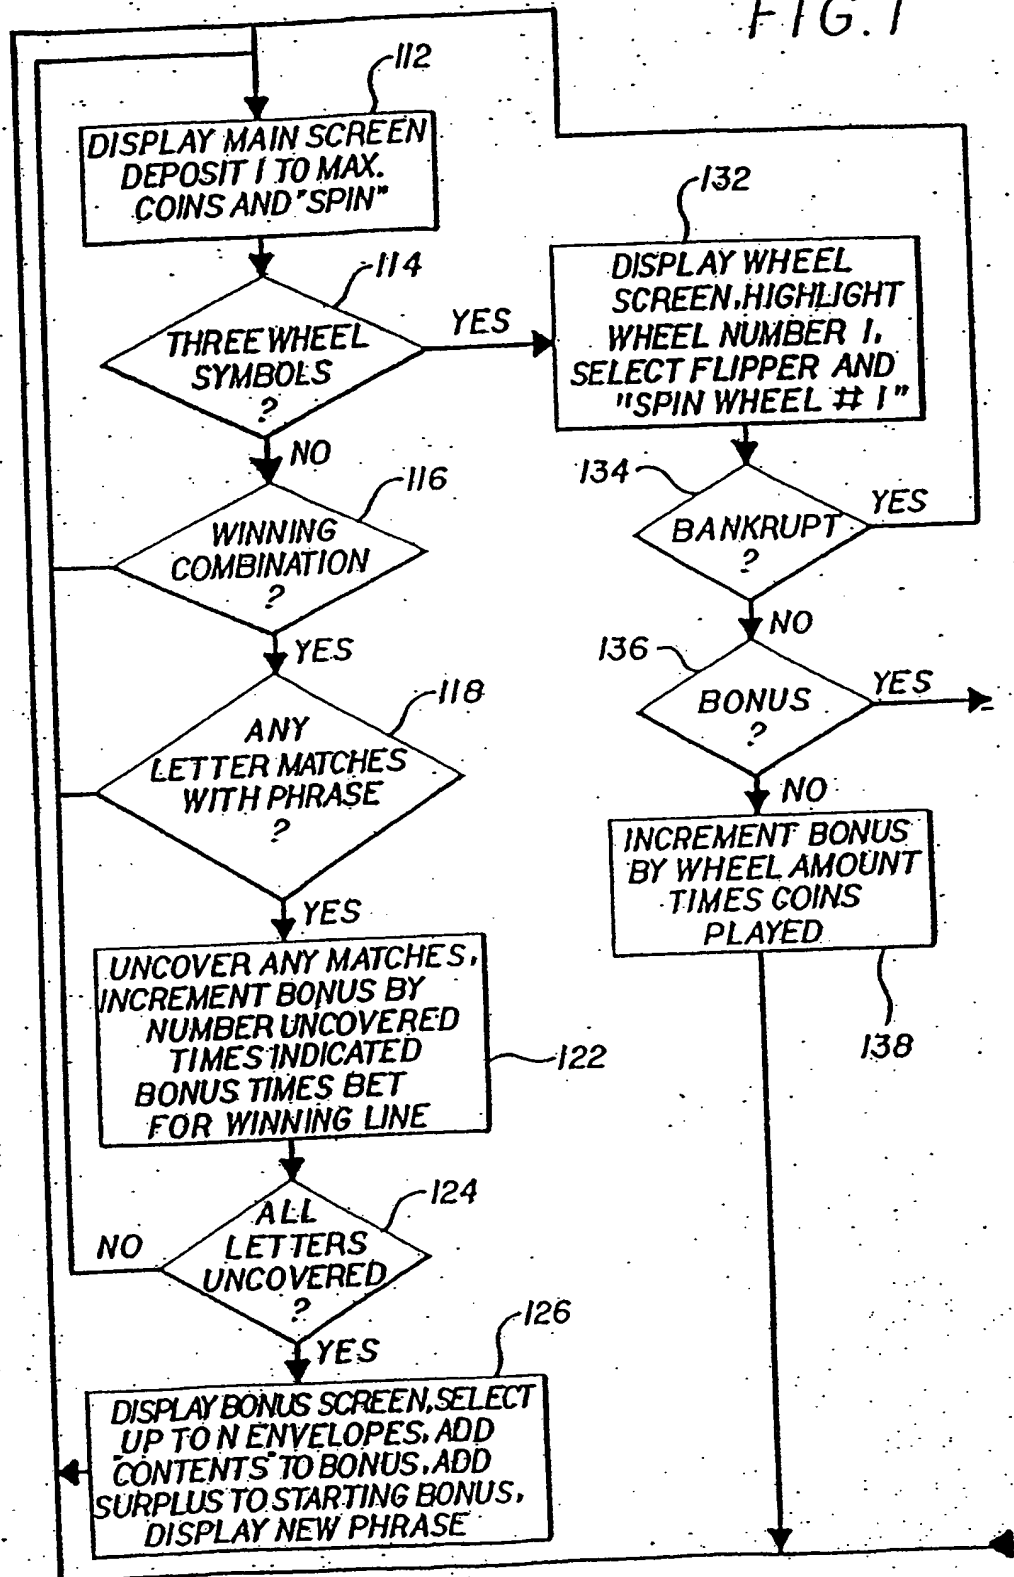 FIG. 1
112
DISPLAY MAIN SCREEN
DEPOSIT 1 TO MAX.
COINS AND "SPIN"
114
THREE WHEEL
SYMBOLS
?
YES
NO
116
WINNING
COMBINATION
?
YES
118
ANY
LETTER MATCHES
WITH PHRASE
?
YES
UNCOVER ANY MATCHES,
INCREMENT BONUS BY
NUMBER UNCOVERED
TIMES INDICATED
BONUS TIMES BET
FOR WINNING LINE
122
124
ALL
LETTERS
UNCOVERED
?
NO
YES
126
DISPLAY BONUS SCREEN, SELECT
UP TO N ENVELOPES, ADD
CONTENTS TO BONUS, ADD
SURPLUS TO STARTING BONUS,
DISPLAY NEW PHRASE
132
DISPLAY WHEEL
SCREEN, HIGHLIGHT
WHEEL NUMBER 1,
SELECT FLIPPER AND
"SPIN WHEEL # 1"
134
BANKRUPT
?
YES
NO
136
BONUS
?
YES
NO
INCREMENT BONUS
BY WHEEL AMOUNT
TIMES COINS
PLAYED
138